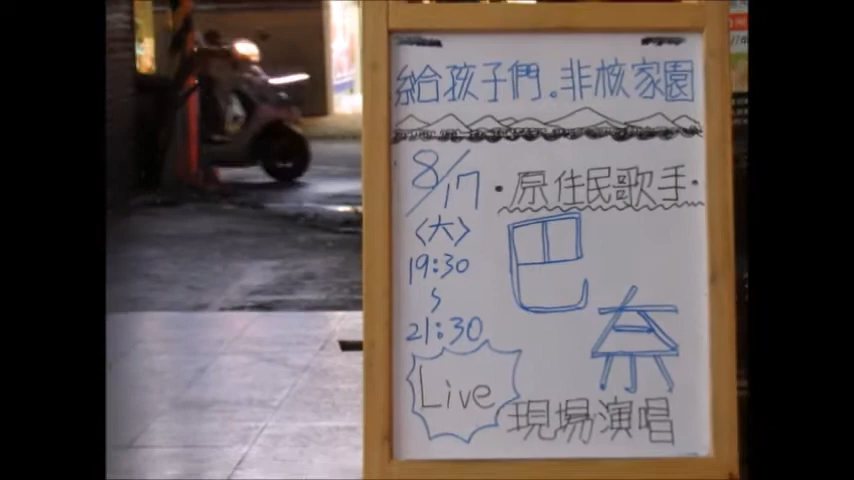 給孩子們.非核家園
8/17
<大>
19:30
~
21:30
·原住民歌手·
巴奈
Live
現場演唱